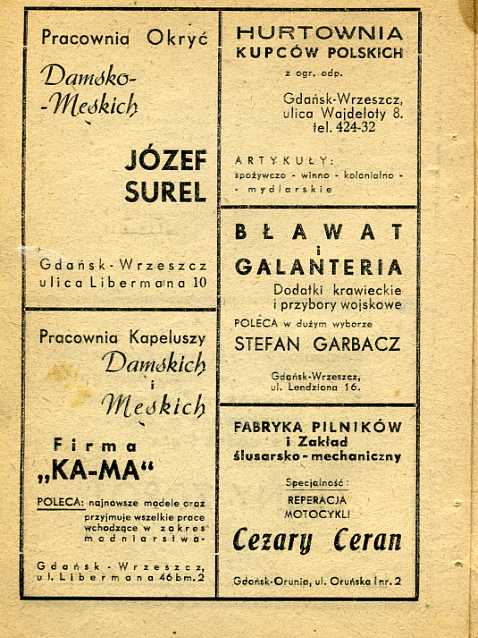 Pracownia Okryć
Damsko-
-Męskich
JÓZEF
SUREL
Gdańsk-Wrzeszcz
ulica Libermana 10
Pracownia Kapeluszy
Damskich
i
Męskich
Firma
„KA-MA“
POLECA: najnowsze modele oraz
przyjmuje wszelkie prace
wchodzące w zakres
modniarstwa-
Gdańsk - Wrzeszcz,
ul. Libermana 46 bm. 2
HURTOWNIA
KUPCÓW POLSKICH
z ogr. odp.
Gdańsk-Wrzeszcz,
ulica Wajdeloty 8.
tel. 424-32
ARTYKUŁY:
spożywczo - winno - kolonialno -
- mydlarskie
BŁAWAT
i
GALANTERIA
Dodatki krawieckie
i przybory wojskowe
POLECA w dużym wyborze
STEFAN GARBACZ
Gdańsk-Wrzeszcz,
ul. Lendziona 16.
FABRYKA PILNIKÓW
i Zakład
ślusarsko-mechaniczny
Specjalność:
REPERACJA
MOTOCYKLI
Cezary Ceran
Gdańsk-Orunia, ul. Oruńska I nr. 2